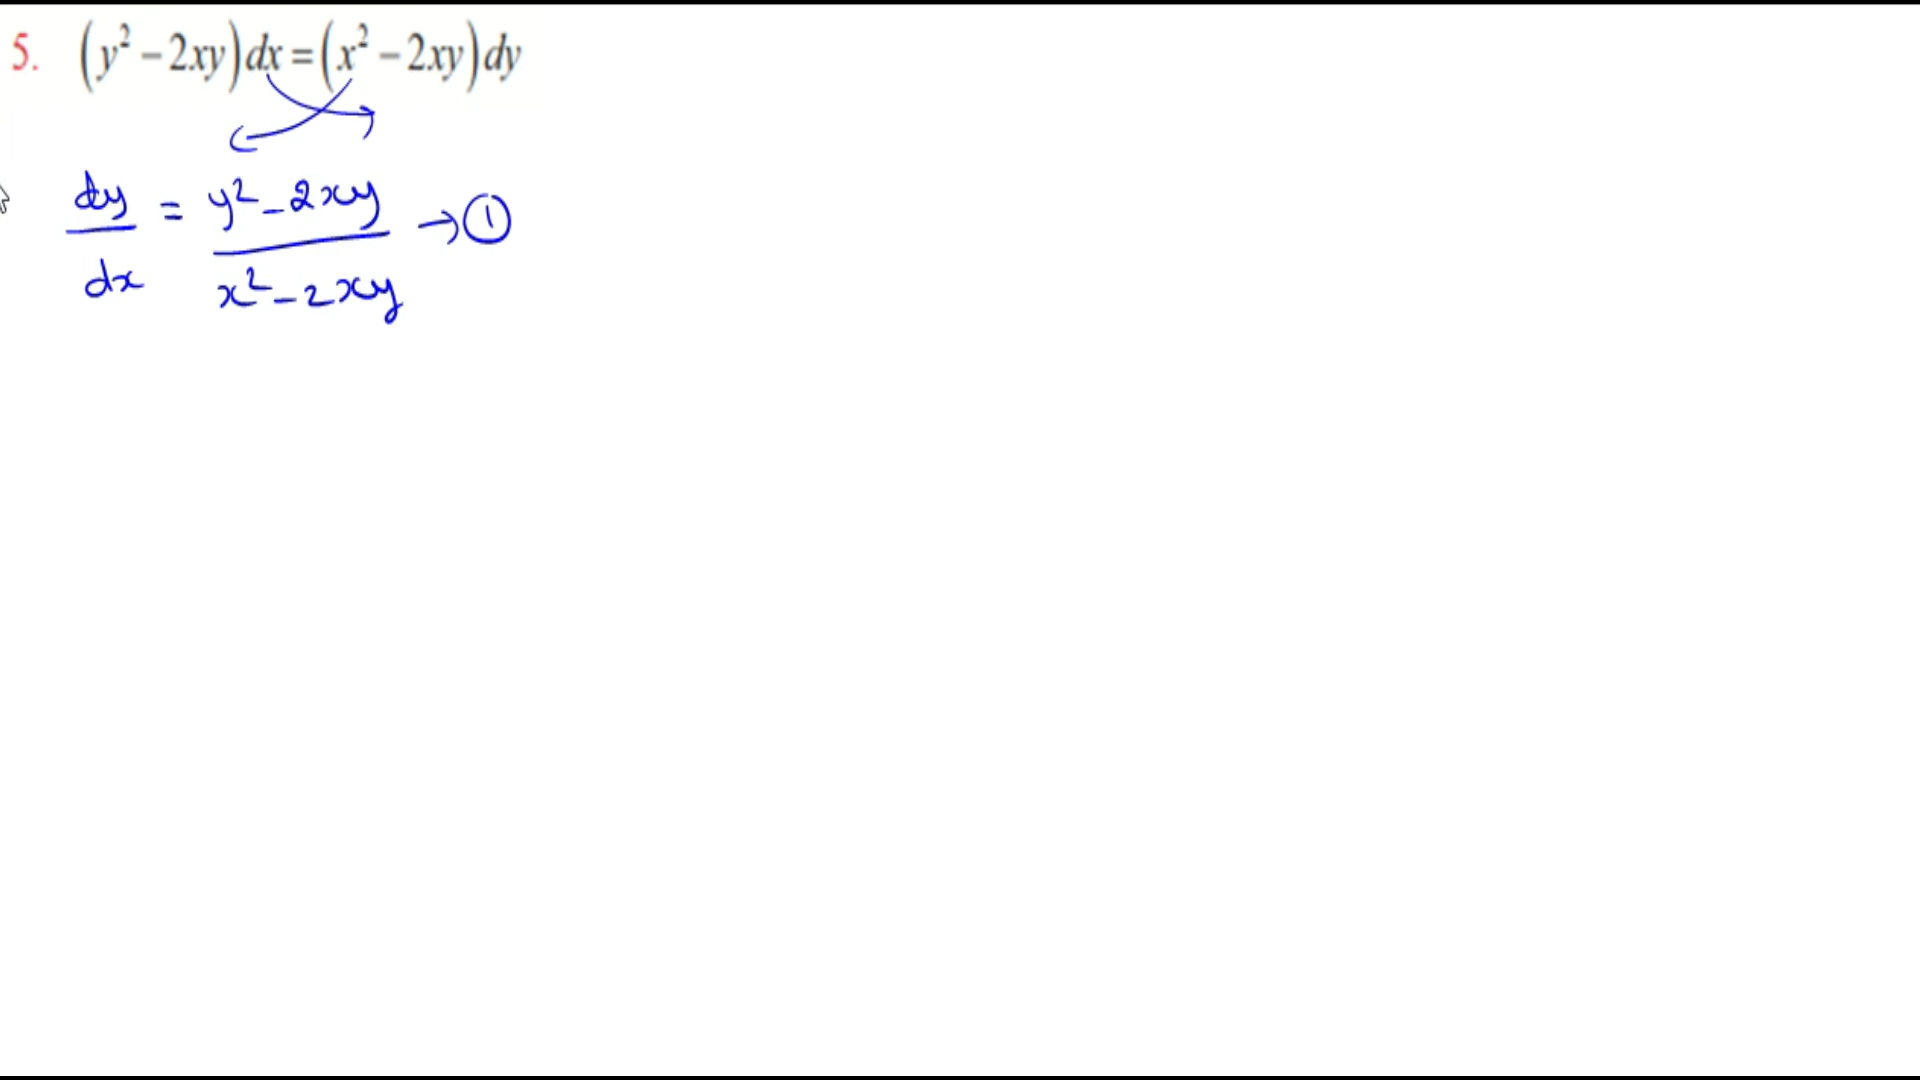 5. (y² − 2xy)dx = (x² − 2xy)dy
dy/dx = (y² − 2xy)/(x² − 2xy) → ①